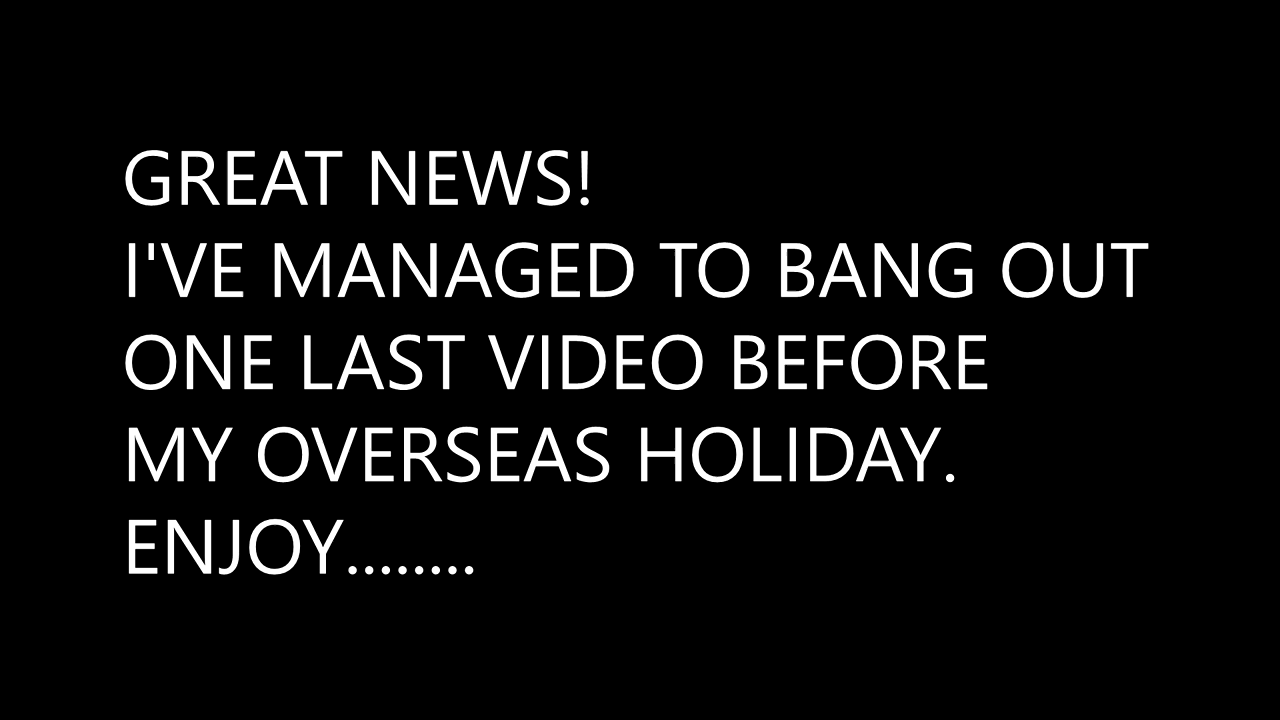 GREAT NEWS!
I'VE MANAGED TO BANG OUT
ONE LAST VIDEO BEFORE
MY OVERSEAS HOLIDAY.
ENJOY........